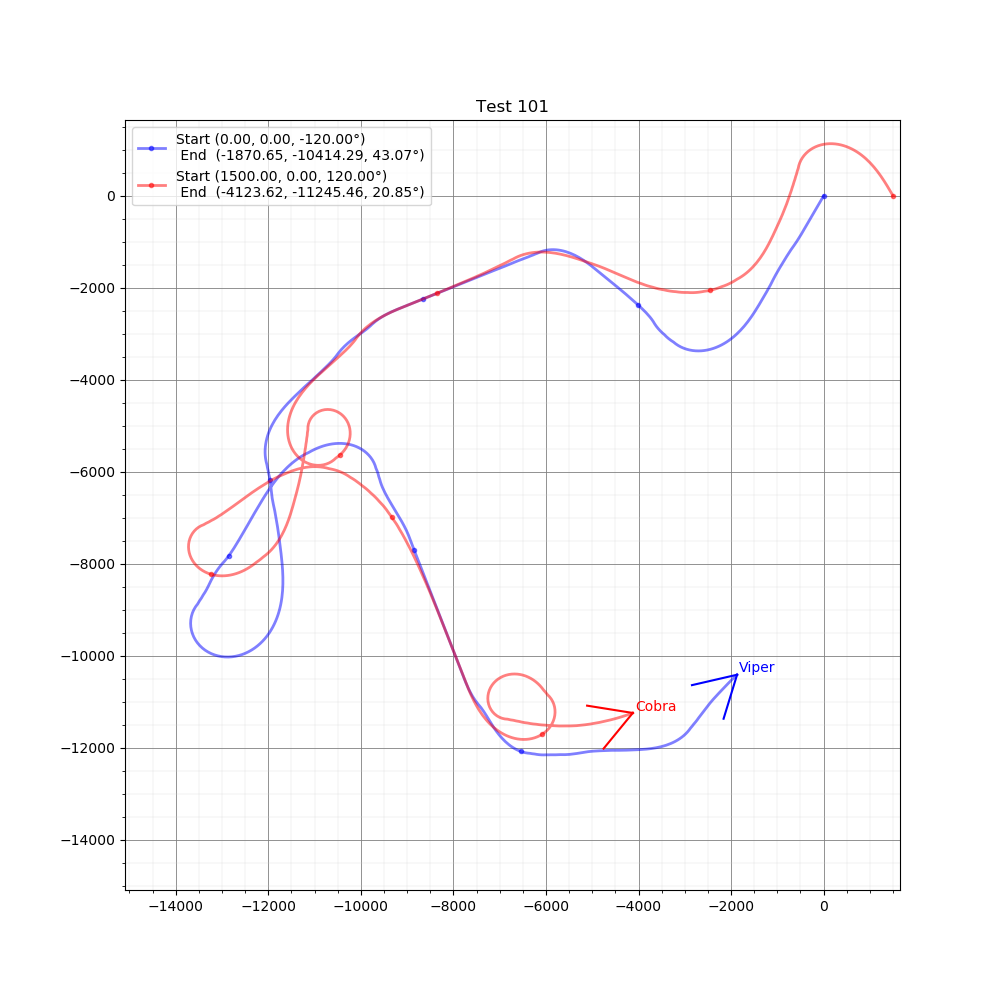 Test 101
Start (0.00, 0.00, -120.00°)
End  (-1870.65, -10414.29, 43.07°)
Start (1500.00, 0.00, 120.00°)
End  (-4123.62, -11245.46, 20.85°)
0
−2000
−4000
−6000
−8000
−10000
−12000
−14000
Viper
Cobra
−14000 −12000 −10000 −8000 −6000 −4000 −2000 0